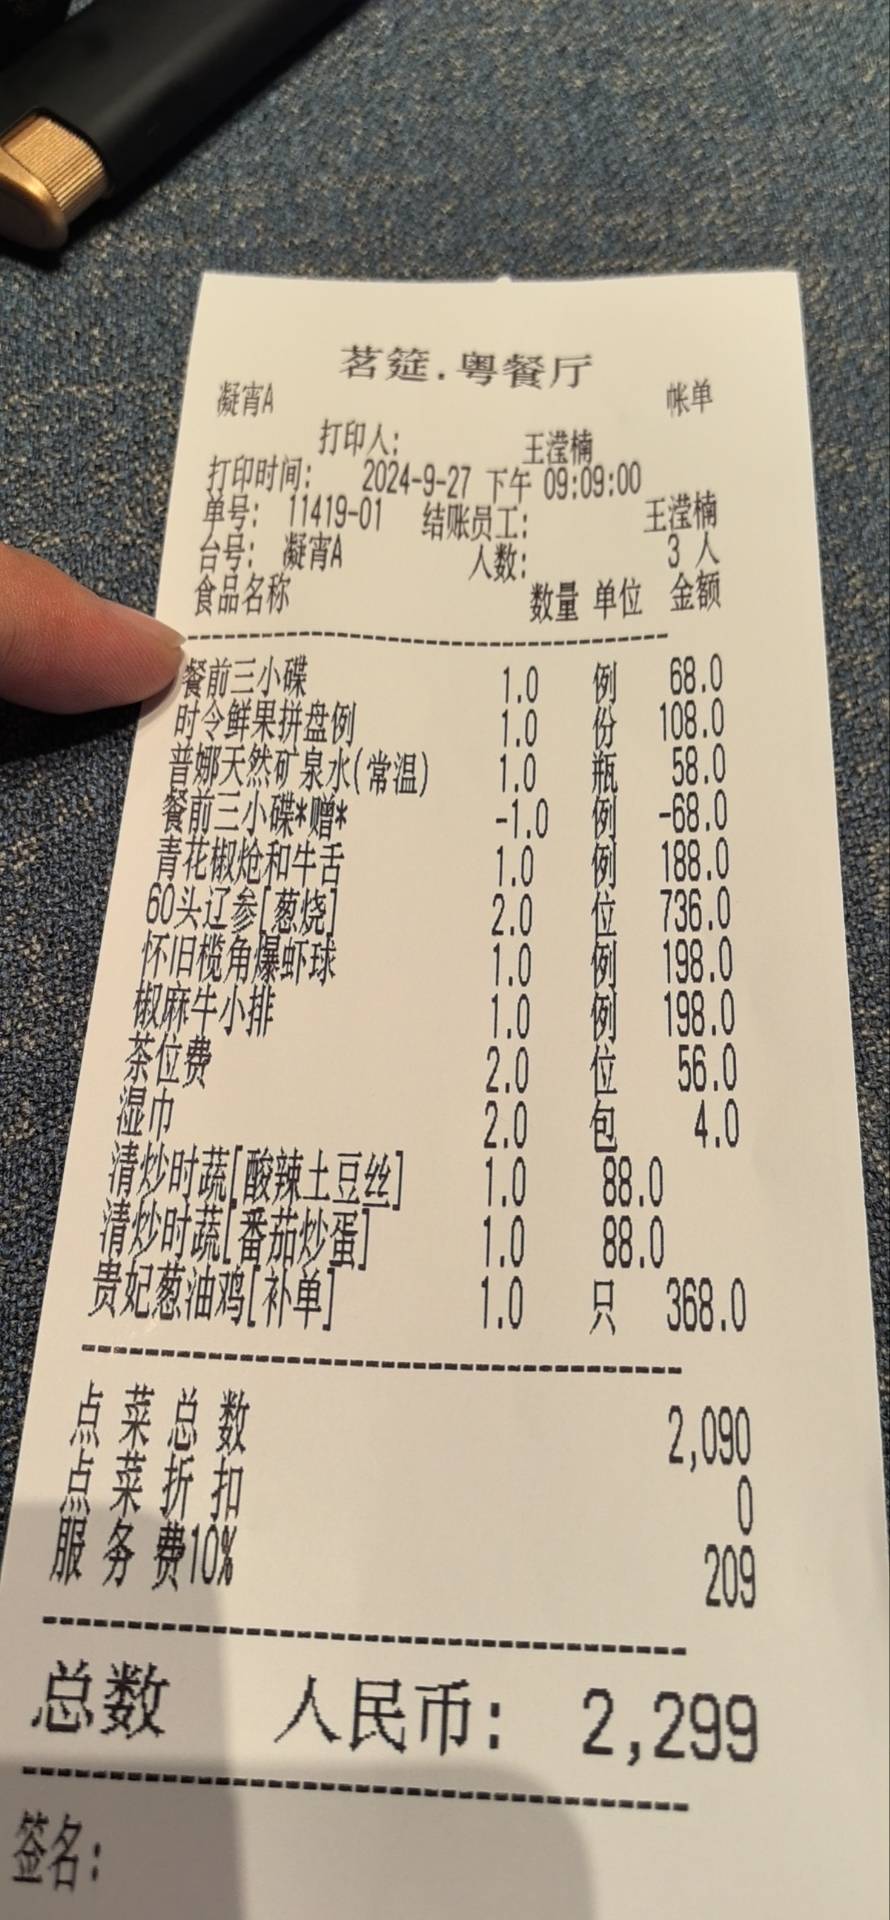 茗筵.粤餐厅
凝宵A 帐单
打印人: 王滢楠
打印时间: 2024-9-27 下午 09:09:00
单号: 11419-01 结账员工: 王滢楠
台号: 凝宵A 人数: 3 人
食品名称 数量 单位 金额
餐前三小碟 1.0 例 68.0
时令鲜果拼盘例 1.0 份 108.0
普娜天然矿泉水(常温) 1.0 瓶 58.0
餐前三小碟*赠* -1.0 例 -68.0
青花椒炝和牛舌 1.0 例 188.0
60头辽参[葱烧] 2.0 位 736.0
怀旧榄角爆虾球 1.0 例 198.0
椒麻牛小排 1.0 例 198.0
茶位费 2.0 位 56.0
湿巾 2.0 包 4.0
清炒时蔬[酸辣土豆丝] 1.0 88.0
清炒时蔬[番茄炒蛋] 1.0 88.0
贵妃葱油鸡[补单] 1.0 只 368.0
点菜总数 2,090
点菜折扣 0
服务费10% 209
总数 人民币: 2,299
签名: